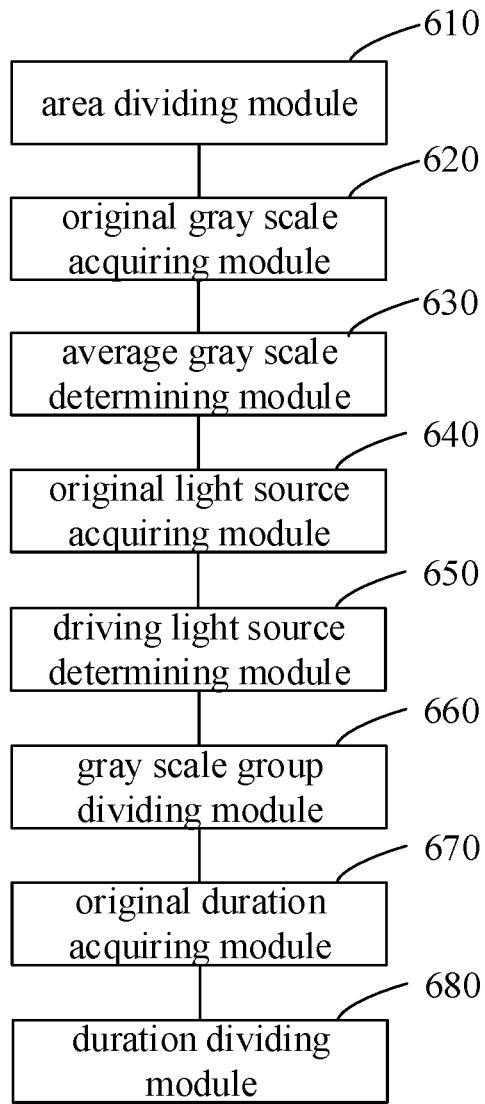 610
area dividing module
620
original gray scale
acquiring module
630
average gray scale
determining module
640
original light source
acquiring module
650
driving light source
determining module
660
gray scale group
dividing module
670
original duration
acquiring module
680
duration dividing
module